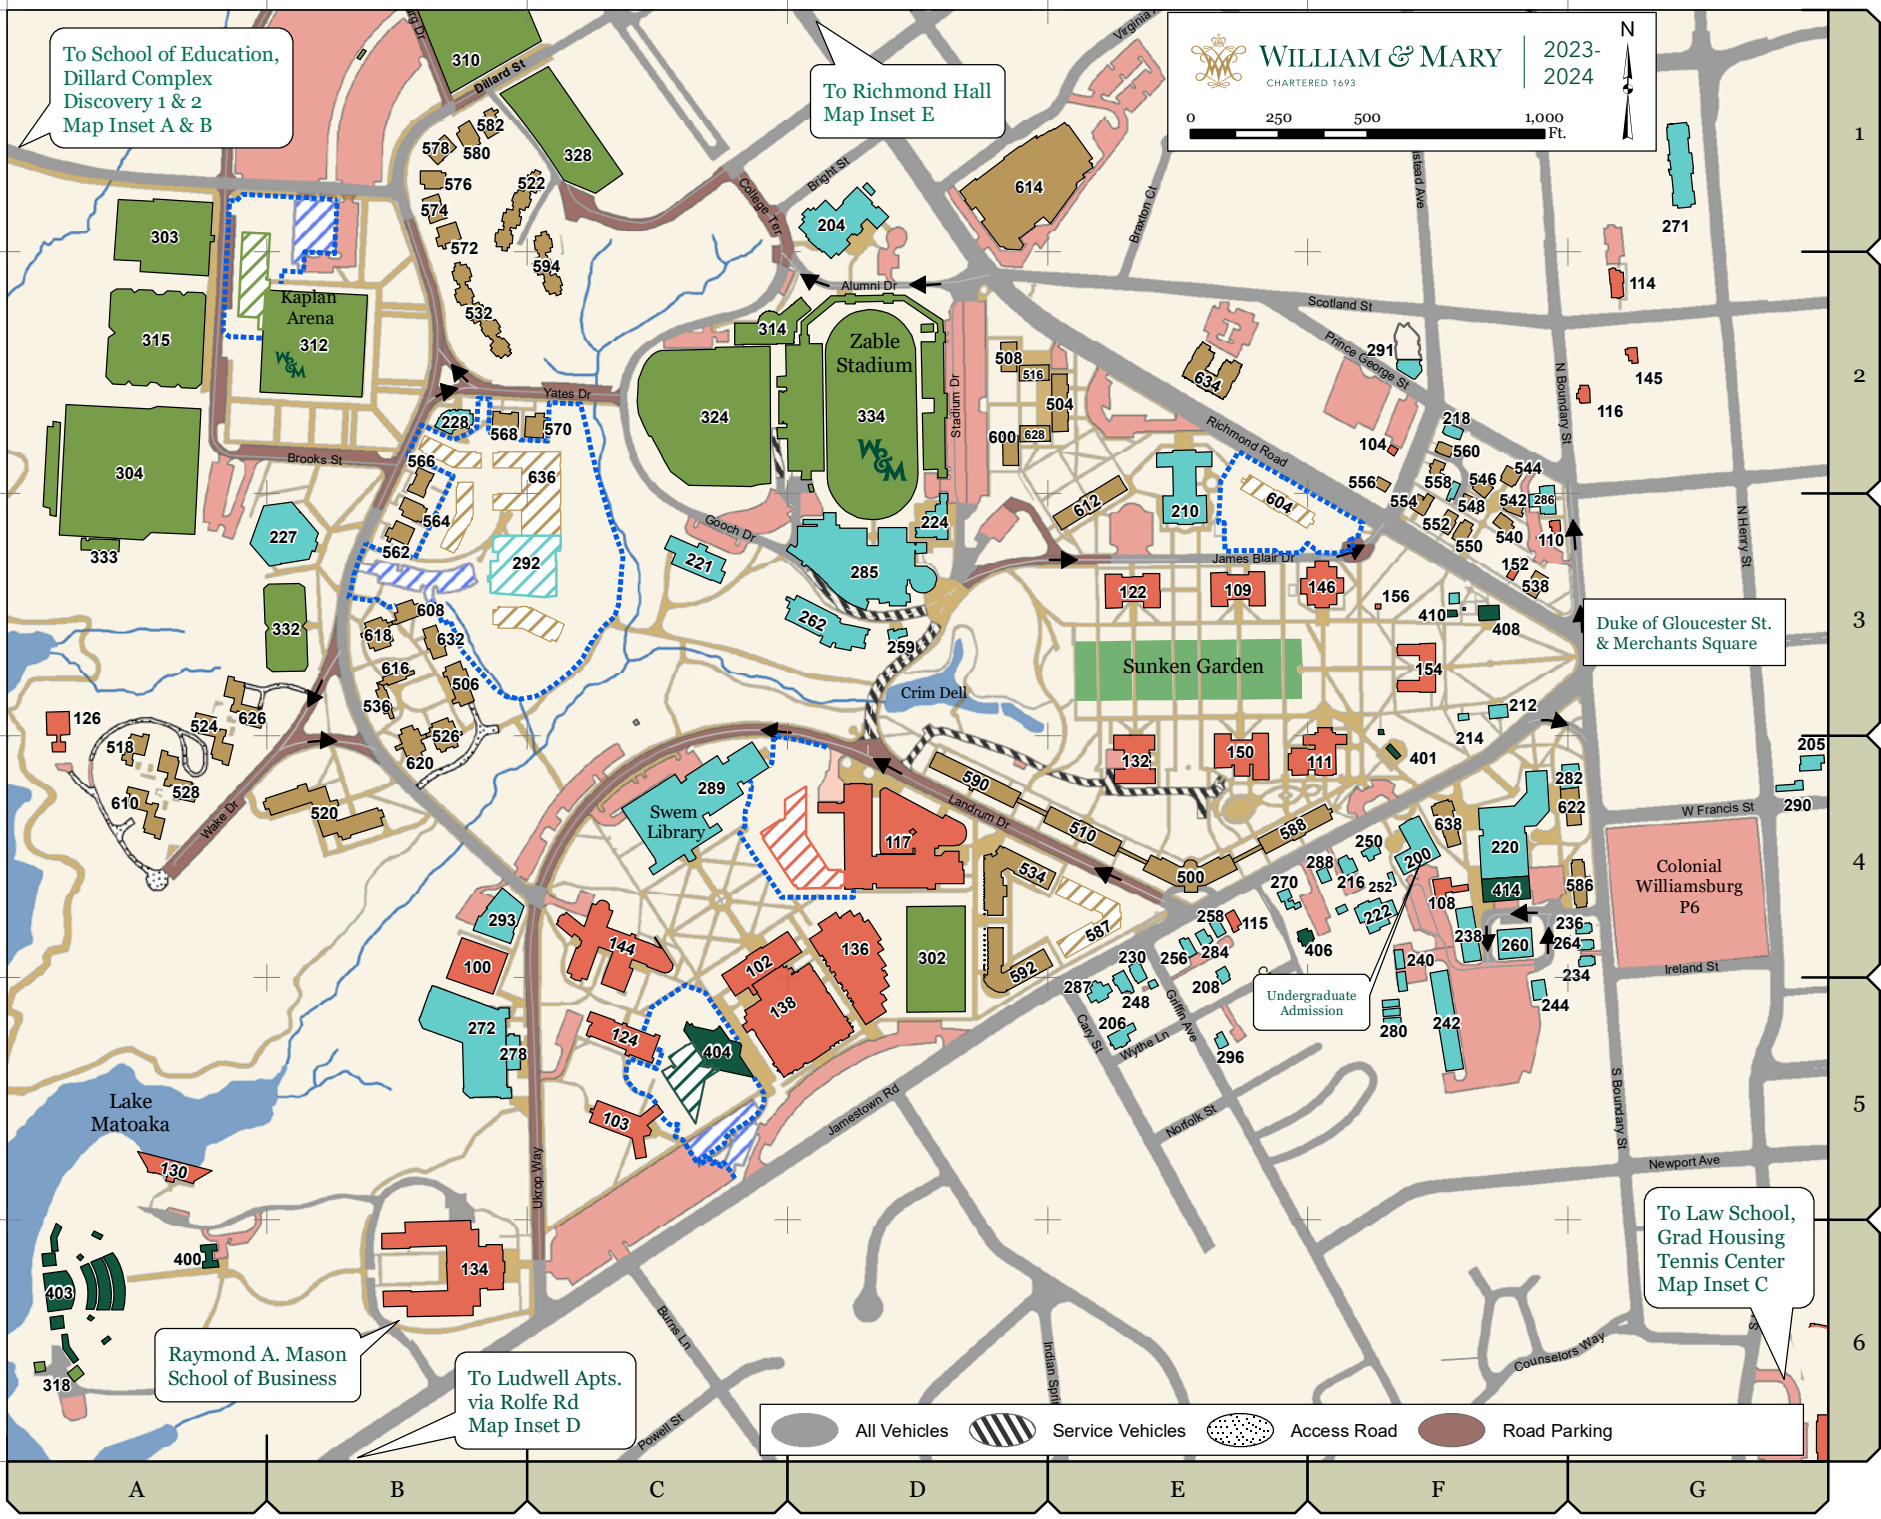 To School of Education,
Dillard Complex
Discovery 1 & 2
Map Inset A & B
To Richmond Hall
Map Inset E
WILLIAM & MARY
CHARTERED 1693
2023-
2024
N
0 250 500 1,000
Ft.
Dillard St
Bright St
College Ter
Braxton Ct
Alumni Dr
Scotland St
Prince George St
N Boundary St
N Henry St
Richmond Road
Stadium Dr
Yates Dr
Brooks St
Gooch Dr
James Blair Dr
Wake Dr
Landrum Dr
Ukrop Way
Jamestown Rd
Cary St
Griffin Ave
Wythe Ln
Norfolk St
S Boundary St
Newport Ave
Ireland St
W Francis St
Counselors Way
Burns Ln
Powell St
Kaplan
Arena
312
W&M
Zable
Stadium
334
W&M
Sunken Garden
Crim Dell
Swem
Library
Lake
Matoaka
Duke of Gloucester St.
& Merchants Square
Colonial
Williamsburg
P6
Undergraduate
Admission
Raymond A. Mason
School of Business
To Ludwell Apts.
via Rolfe Rd
Map Inset D
To Law School,
Grad Housing
Tennis Center
Map Inset C
310
328
582
580
578
576
574
572
522
594
532
303
315
304
333
227
332
204
614
271
114
145
116
291
218
104
560
558
556
554
552
550
548
546
544
542
540
538
286
110
152
314
324
508
516
504
600
628
634
612
210
604
228
568
570
566
564
562
636
292
221
224
285
262
259
122
109
146
156
410
408
154
212
214
401
205
290
282
622
608
618
632
616
506
536
526
620
126
524
626
518
528
610
520
289
117
132
150
111
590
510
588
500
534
587
592
638
250
200
288
216
252
222
270
220
414
586
108
238
260
236
264
234
244
240
242
280
258
115
284
256
230
248
287
206
208
296
406
293
100
144
102
136
138
302
272
278
124
404
103
130
400
403
318
134
All Vehicles
Service Vehicles
Access Road
Road Parking
A
B
C
D
E
F
G
1
2
3
4
5
6